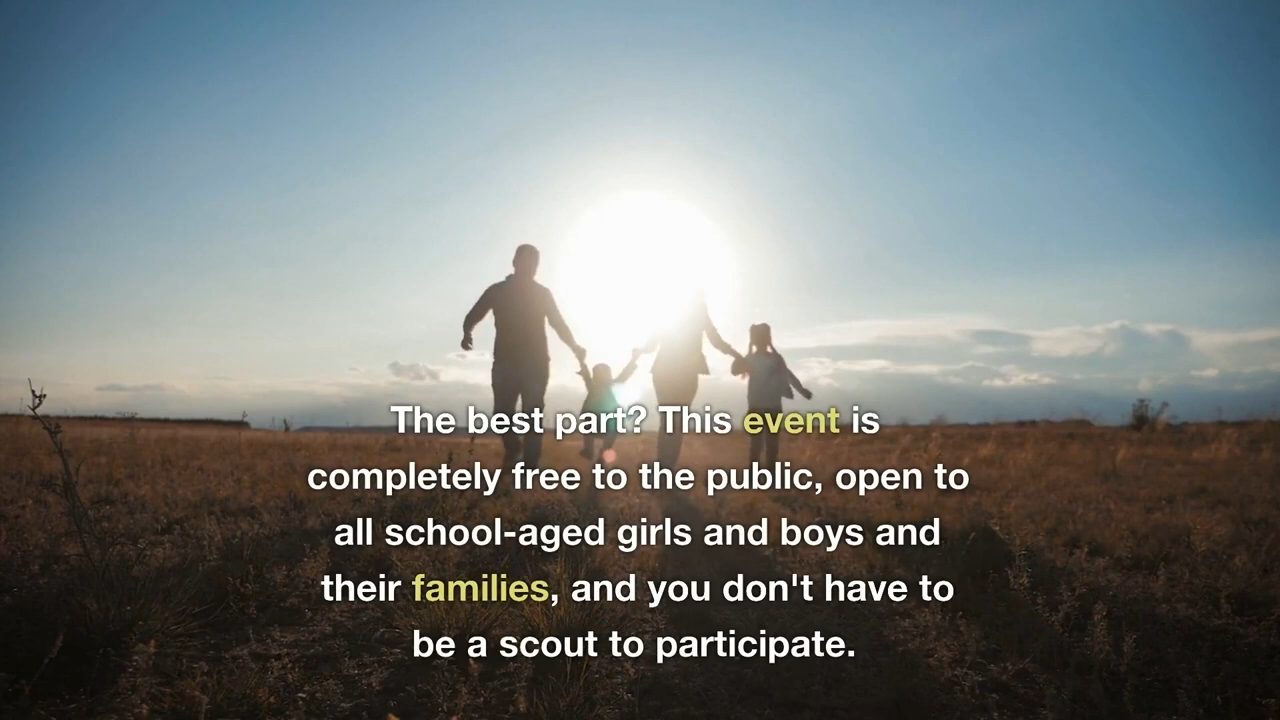 The best part? This event is
completely free to the public, open to
all school-aged girls and boys and
their families, and you don't have to
be a scout to participate.